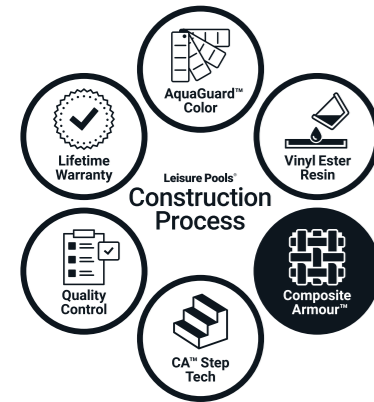 AquaGuard™
Color
Lifetime
Warranty
Vinyl Ester
Resin
Leisure Pools®
Construction
Process
Quality
Control
Composite
Armour™
CA™ Step
Tech